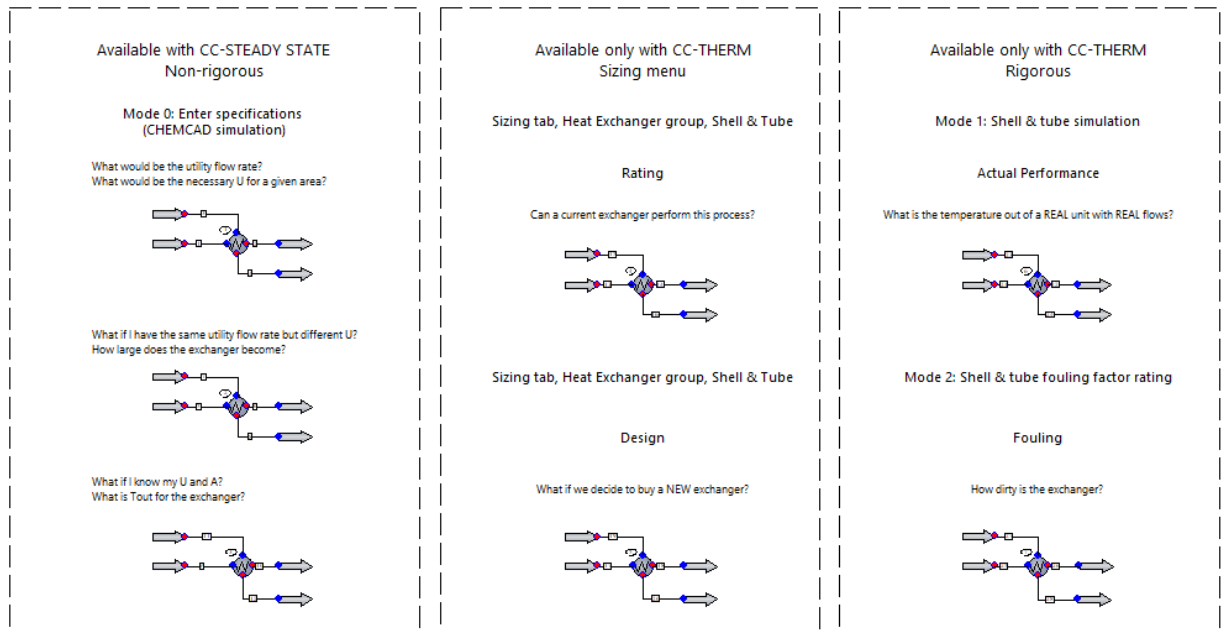 Available with CC-STEADY STATE
Non-rigorous
Mode 0: Enter specifications
(CHEMCAD simulation)
What would be the utility flow rate?
What would be the necessary U for a given area?
What if I have the same utility flow rate but different U?
How large does the exchanger become?
What if I know my U and A?
What is Tout for the exchanger?
Available only with CC-THERM
Sizing menu
Sizing tab, Heat Exchanger group, Shell & Tube
Rating
Can a current exchanger perform this process?
Sizing tab, Heat Exchanger group, Shell & Tube
Design
What if we decide to buy a NEW exchanger?
Available only with CC-THERM
Rigorous
Mode 1: Shell & tube simulation
Actual Performance
What is the temperature out of a REAL unit with REAL flows?
Mode 2: Shell & tube fouling factor rating
Fouling
How dirty is the exchanger?